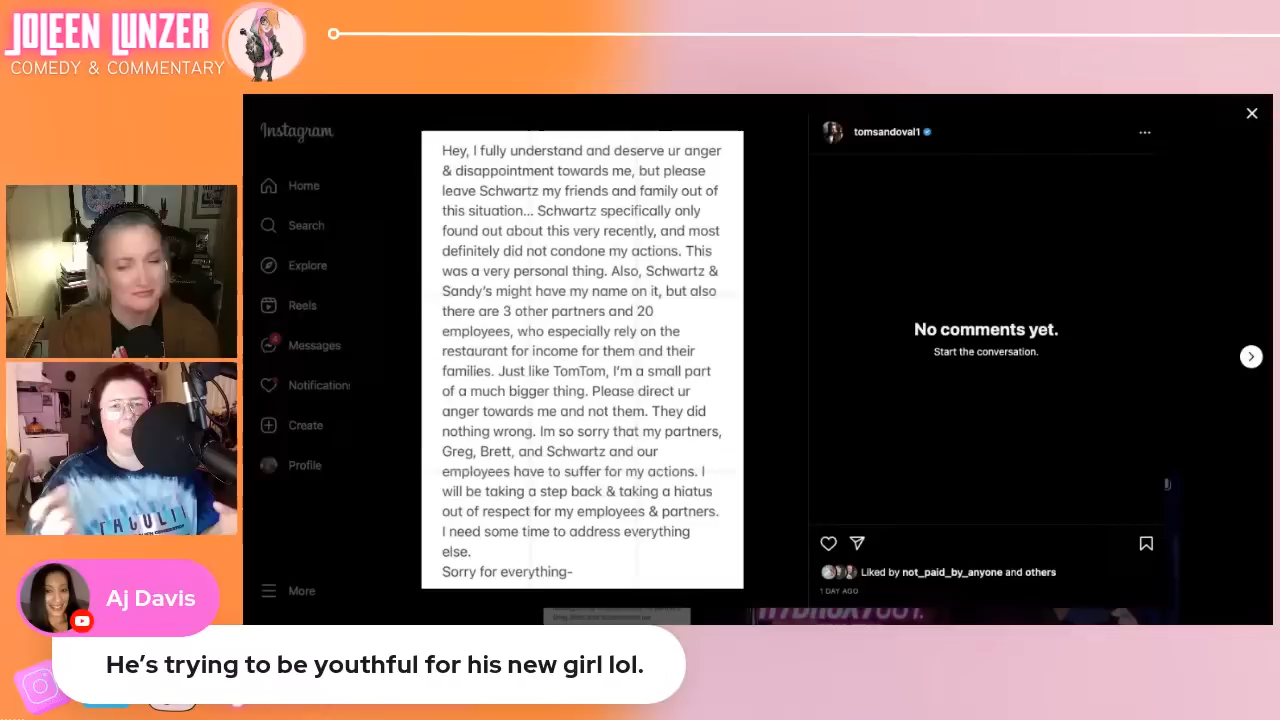 JOLEEN LUNZER
COMEDY & COMMENTARY
Instagram
Home
Search
Explore
Reels
Messages
Notifications
Create
Profile
More
Hey, I fully understand and deserve ur anger
& disappointment towards me, but please
leave Schwartz my friends and family out of
this situation... Schwartz specifically only
found out about this very recently, and most
definitely did not condone my actions. This
was a very personal thing. Also, Schwartz &
Sandy's might have my name on it, but also
there are 3 other partners and 20
employees, who especially rely on the
restaurant for income for them and their
families. Just like TomTom, I'm a small part
of a much bigger thing. Please direct ur
anger towards me and not them. They did
nothing wrong. Im so sorry that my partners,
Greg, Brett, and Schwartz and our
employees have to suffer for my actions. I
will be taking a step back & taking a hiatus
out of respect for my employees & partners.
I need some time to address everything
else.
Sorry for everything-
tomsandoval1
No comments yet.
Start the conversation.
Liked by not_paid_by_anyone and others
1 DAY AGO
Aj Davis
He's trying to be youthful for his new girl lol.